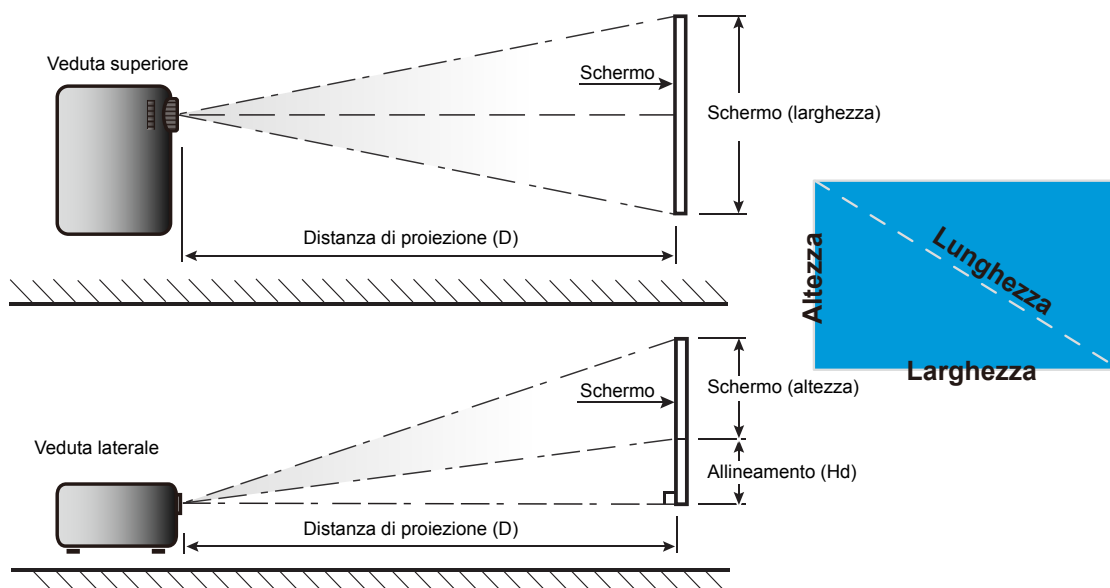 Veduta superiore
Schermo
Schermo (larghezza)
Distanza di proiezione (D)
Altezza
Lunghezza
Larghezza
Veduta laterale
Schermo
Schermo (altezza)
Allineamento (Hd)
Distanza di proiezione (D)